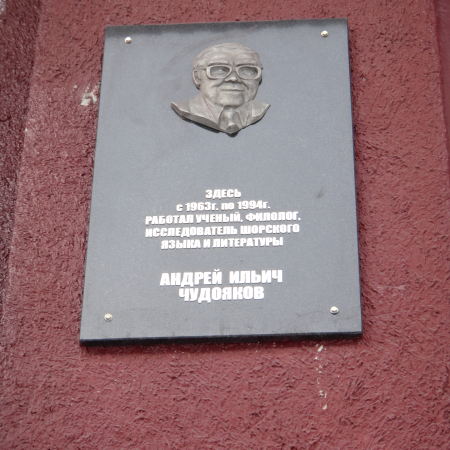 ЗДЕСЬ
с 1963г. по 1994г.
РАБОТАЛ УЧЕНЫЙ, ФИЛОЛОГ,
ИССЛЕДОВАТЕЛЬ ШОРСКОГО
ЯЗЫКА И ЛИТЕРАТУРЫ
АНДРЕЙ ИЛЬИЧ
ЧУДОЯКОВ